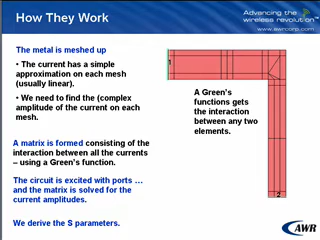 How They Work
Advancing the
wireless revolution™
www.awrcorp.com
The metal is meshed up
• The current has a simple
approximation on each mesh
(usually linear).
• We need to find the (complex
amplitude of the current on each
mesh.
A matrix is formed consisting of the
interaction between all the currents
– using a Green's function.
The circuit is excited with ports …
and the matrix is solved for the
current amplitudes.
We derive the S parameters.
1
A Green's
functions gets
the interaction
between any two
elements.
2
AWR